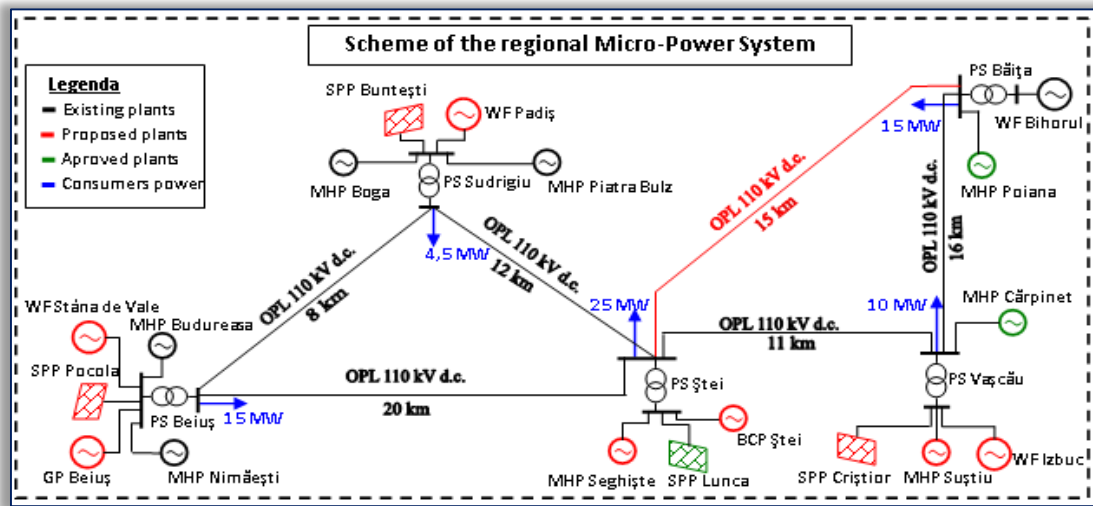 Scheme of the regional Micro-Power System
Legenda
Existing plants
Proposed plants
Aproved plants
Consumers power
SPP Buntești
WF Padiș
MHP Boga
PS Sudrigiu
MHP Piatra Bulz
4,5 MW
OPL 110 kV d.c.
8 km
OPL 110 kV d.c.
12 km
OPL 110 kV d.c.
15 km
PS Băița
15 MW
WF Bihorul
MHP Poiana
OPL 110 kV d.c.
16 km
WF Stâna de Vale
MHP Budureasa
SPP Pocola
PS Beiuș
15 MW
GP Beiuș
MHP Nimăești
OPL 110 kV d.c.
20 km
25 MW
PS Ștei
BCP Ștei
MHP Seghiște
SPP Lunca
OPL 110 kV d.c.
11 km
10 MW
MHP Cărpinet
PS Vașcău
SPP Criștior
MHP Suștiu
WF Izbuc